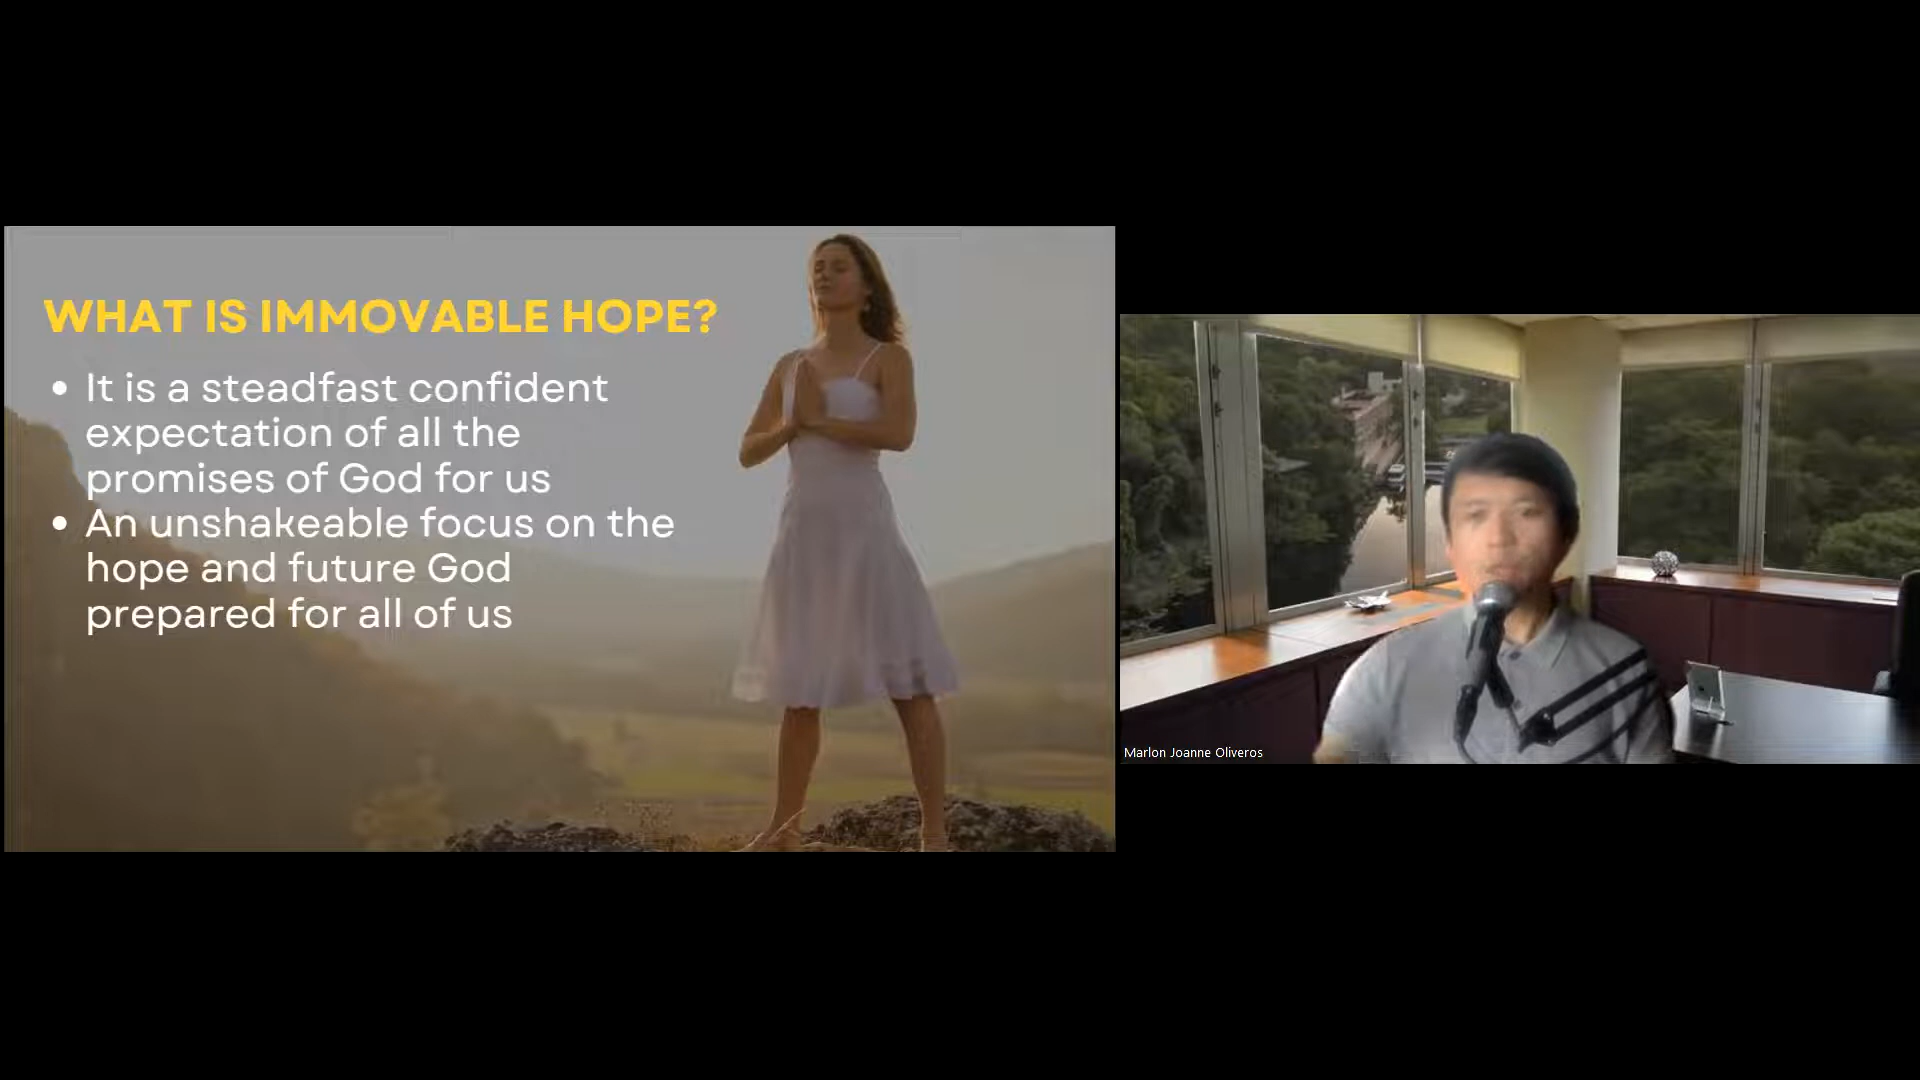 WHAT IS IMMOVABLE HOPE?
• It is a steadfast confident
expectation of all the
promises of God for us
• An unshakeable focus on the
hope and future God
prepared for all of us
Marlon Joanne Oliveros